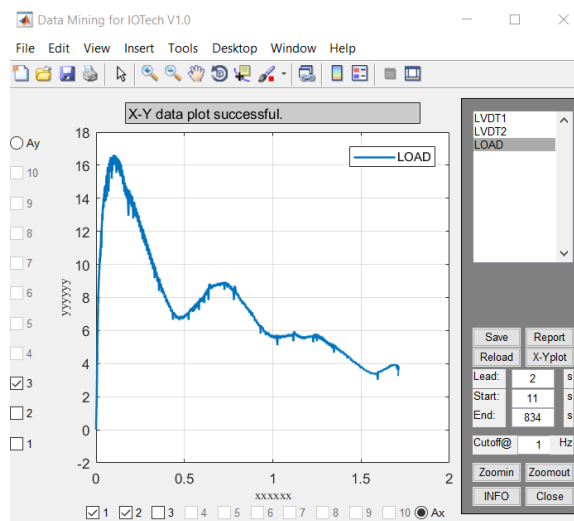 Data Mining for IOTech V1.0
File Edit View Insert Tools Desktop Window Help
X-Y data plot successful.
Ay
10
9
8
7
6
5
4
3
2
1
18
16
14
12
10
8
6
4
2
0
-2
yyyyyy
LOAD
0 0.5 1 1.5 2
xxxxxx
1 2 3 4 5 6 7 8 9 10 Ax
LVDT1
LVDT2
LOAD
Save Report
Reload X-Yplot
Lead: 2 s
Start: 11 s
End: 834 s
Cutoff@ 1 Hz
Zoomin Zoomout
INFO Close